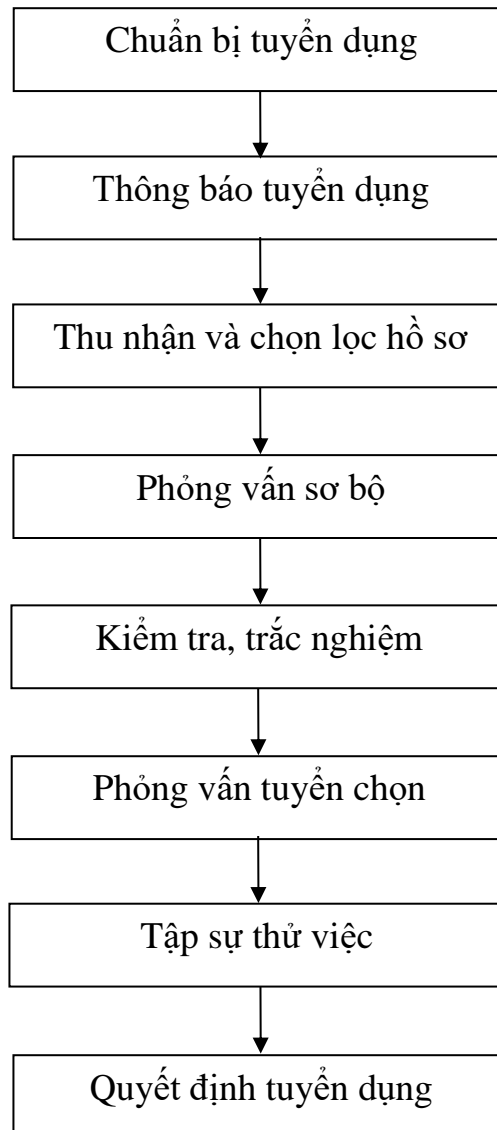 Chuẩn bị tuyển dụng
Thông báo tuyển dụng
Thu nhận và chọn lọc hồ sơ
Phỏng vấn sơ bộ
Kiểm tra, trắc nghiệm
Phỏng vấn tuyển chọn
Tập sự thử việc
Quyết định tuyển dụng